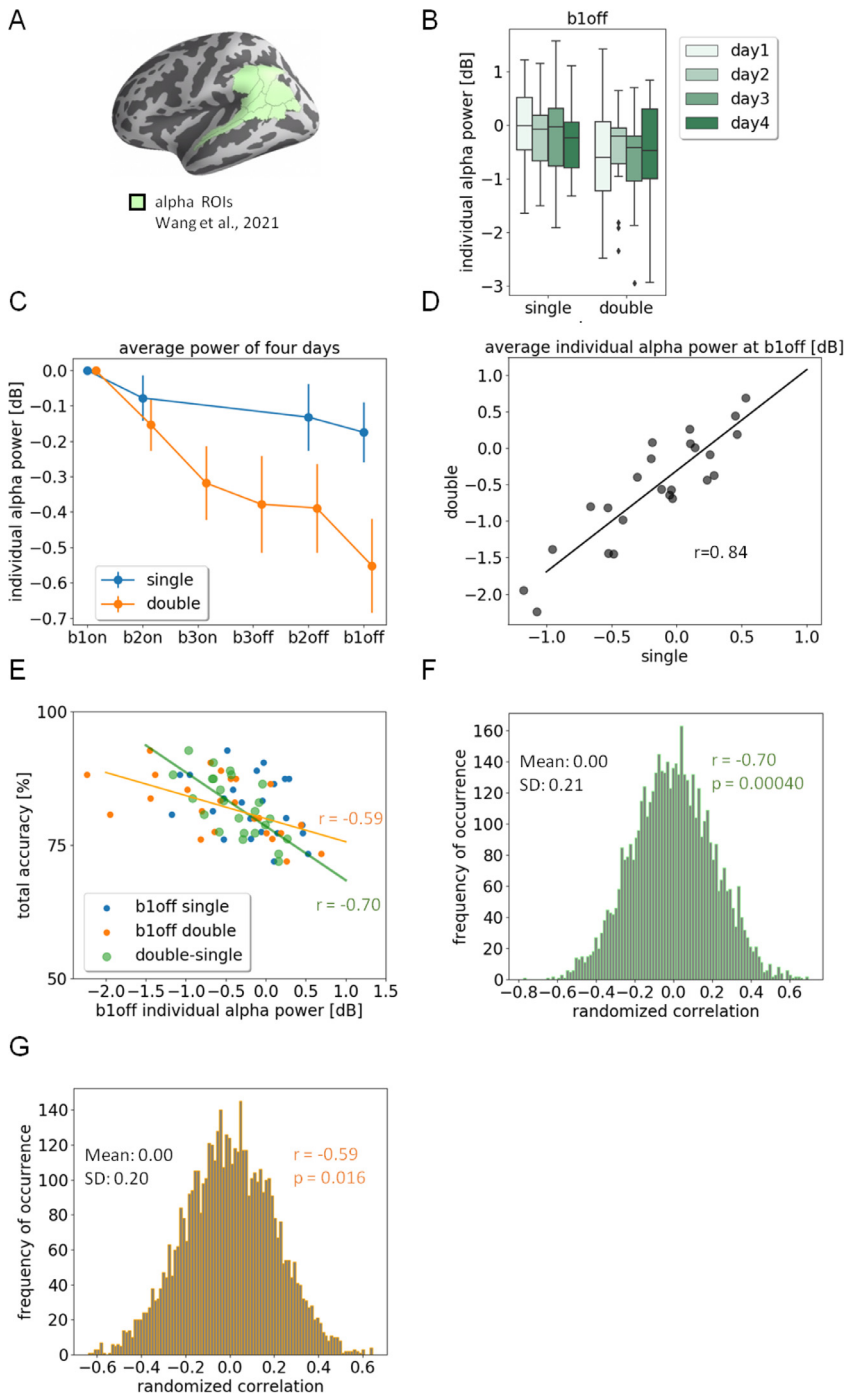 A
alpha ROIs
Wang et al., 2021
B
b1off
individual alpha power [dB]
1
0
−1
−2
−3
single
double
day1
day2
day3
day4
C
average power of four days
individual alpha power [dB]
0.0
−0.1
−0.2
−0.3
−0.4
−0.5
−0.6
−0.7
single
double
b1on
b2on
b3on
b3off
b2off
b1off
D
average individual alpha power at b1off [dB]
double
1.0
0.5
0.0
−0.5
−1.0
−1.5
−2.0
r=0.84
−1.0
−0.5
0.0
0.5
1.0
single
E
total accuracy [%]
100
75
50
r = -0.59
r = -0.70
b1off single
b1off double
double-single
−2.0
−1.5
−1.0
−0.5
0.0
0.5
1.0
1.5
b1off individual alpha power [dB]
F
frequency of occurrence
160
140
120
100
80
60
40
20
0
Mean: 0.00
SD: 0.21
r = -0.70
p = 0.00040
−0.8
−0.6
−0.4
−0.2
0.0
0.2
0.4
0.6
randomized correlation
G
frequency of occurrence
140
120
100
80
60
40
20
0
Mean: 0.00
SD: 0.20
r = -0.59
p = 0.016
−0.6
−0.4
−0.2
0.0
0.2
0.4
0.6
randomized correlation